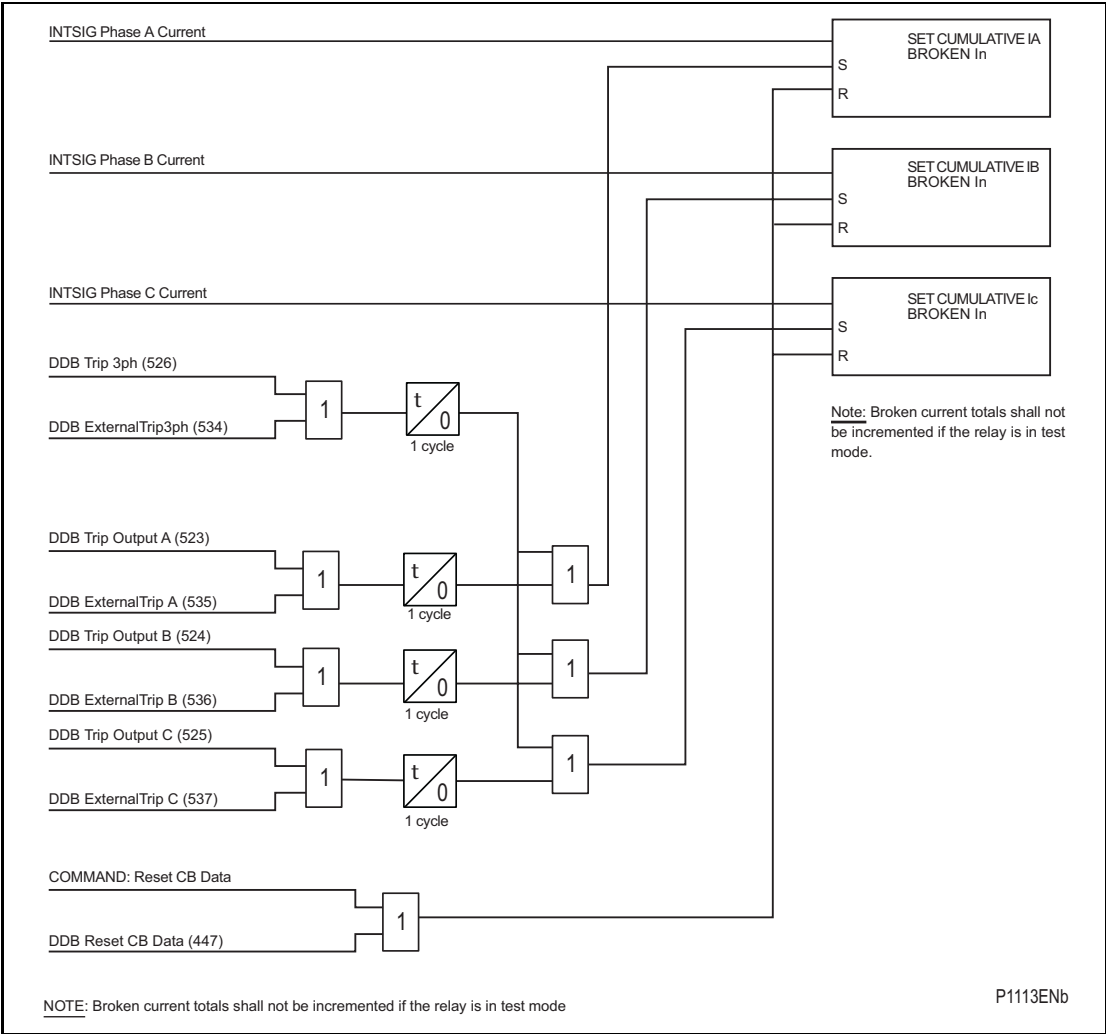 INTSIG Phase A Current
SET CUMULATIVE IA
BROKEN In
S
R
INTSIG Phase B Current
SET CUMULATIVE IB
BROKEN In
S
R
INTSIG Phase C Current
SET CUMULATIVE Ic
BROKEN In
S
R
DDB Trip 3ph (526)
DDB ExternalTrip3ph (534)
1
t
0
1 cycle
Note: Broken current totals shall not
be incremented if the relay is in test
mode.
DDB Trip Output A (523)
DDB ExternalTrip A (535)
1
t
0
1 cycle
1
DDB Trip Output B (524)
DDB ExternalTrip B (536)
1
t
0
1 cycle
1
DDB Trip Output C (525)
DDB ExternalTrip C (537)
1
t
0
1 cycle
1
COMMAND: Reset CB Data
DDB Reset CB Data (447)
1
NOTE: Broken current totals shall not be incremented if the relay is in test mode
P1113ENb